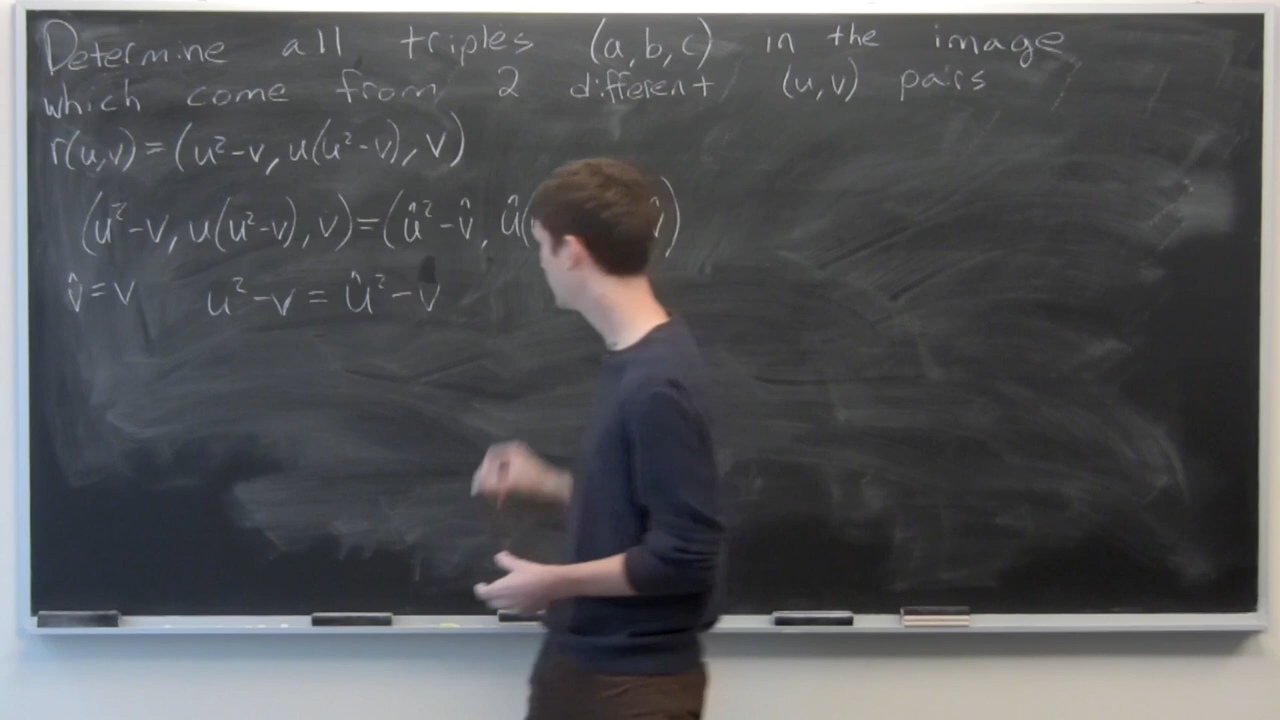 Determine all triples (a,b,c) in the image
which come from 2 different (u,v) pairs
r(u,v)=(u²-v, u(u²-v), v)
(u²-v, u(u²-v), v)=(û²-v̂, û( v̂)
v̂=v u²-v = û²-v